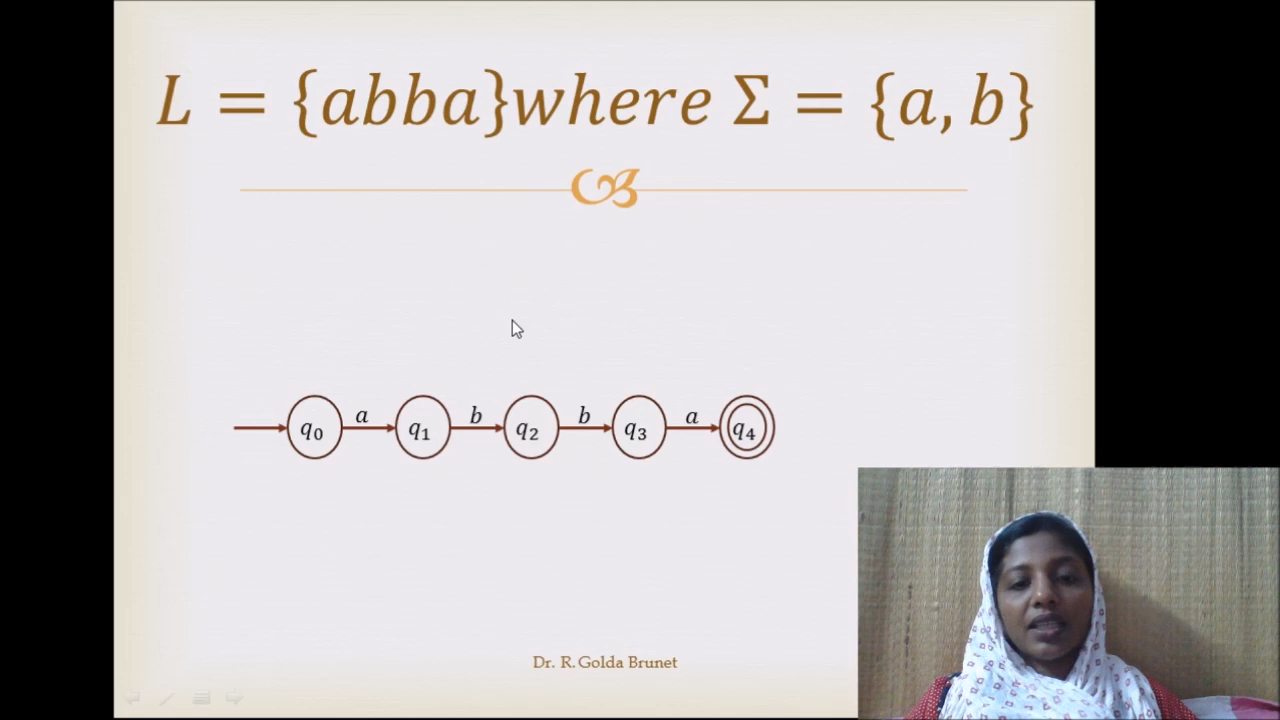 L = {abba}where Σ = {a, b}
a b b a
q₀ q₁ q₂ q₃ q₄
Dr. R. Golda Brunet